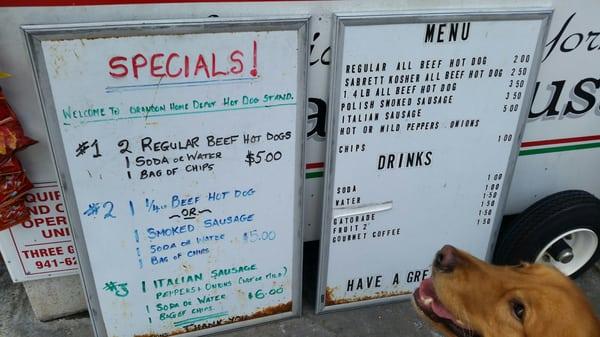 SPECIALS!
WELCOME TO BRANDON HOME DEPOT HOT DOG STAND.
#1 2 REGULAR BEEF HOT DOGS
1 SODA OR WATER $5.00
1 BAG OF CHIPS
#2 1 1/4 LB BEEF HOT DOG
~OR~
1 SMOKED SAUSAGE
1 SODA OR WATER $5.00
1 BAG OF CHIPS
#3 1 ITALIAN SAUSAGE
PEPPERS & ONIONS (HOT OR MILD)
1 SODA OR WATER $6.00
1 BAG OF CHIPS
THANK YOU
MENU
REGULAR ALL BEEF HOT DOG 2 00
SABRETT KOSHER ALL BEEF HOT DOG 2 50
1 4 LB ALL BEEF HOT DOG 3 50
POLISH SMOKED SAUSAGE 3 50
ITALIAN SAUSAGE 5 00
HOT OR MILD PEPPERS ONIONS
CHIPS 1 00
DRINKS
SODA 1 00
WATER 1 00
GATORADE 1 50
FRUIT 2
GOURMET COFFEE 1 50
HAVE A GRE
THREE
941-62